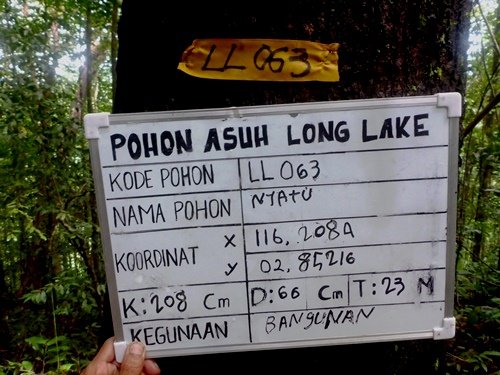 LL 063
POHON ASUH LONG LAKE
KODE POHON LL 063
NAMA POHON NYATU
KOORDINAT X 116.2089
Y 02.85216
K: 208 Cm D: 66 Cm T: 23 M
KEGUNAAN BANGUNAN